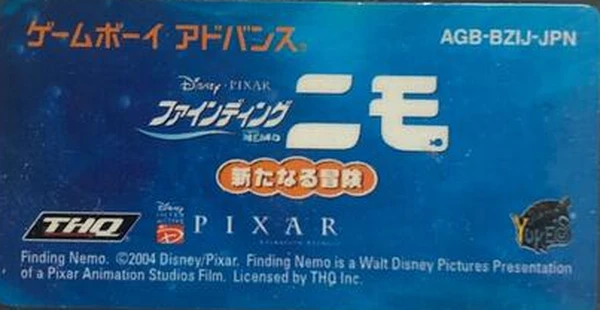 ゲームボーイ アドバンス
AGB-BZIJ-JPN
Disney・PIXAR
ファインディング ニモ
NEMO
新たなる冒険
THQ
Disney
PIXAR
YUKE'S
Finding Nemo. ©2004 Disney/Pixar. Finding Nemo is a Walt Disney Pictures Presentation
of a Pixar Animation Studios Film. Licensed by THQ Inc.